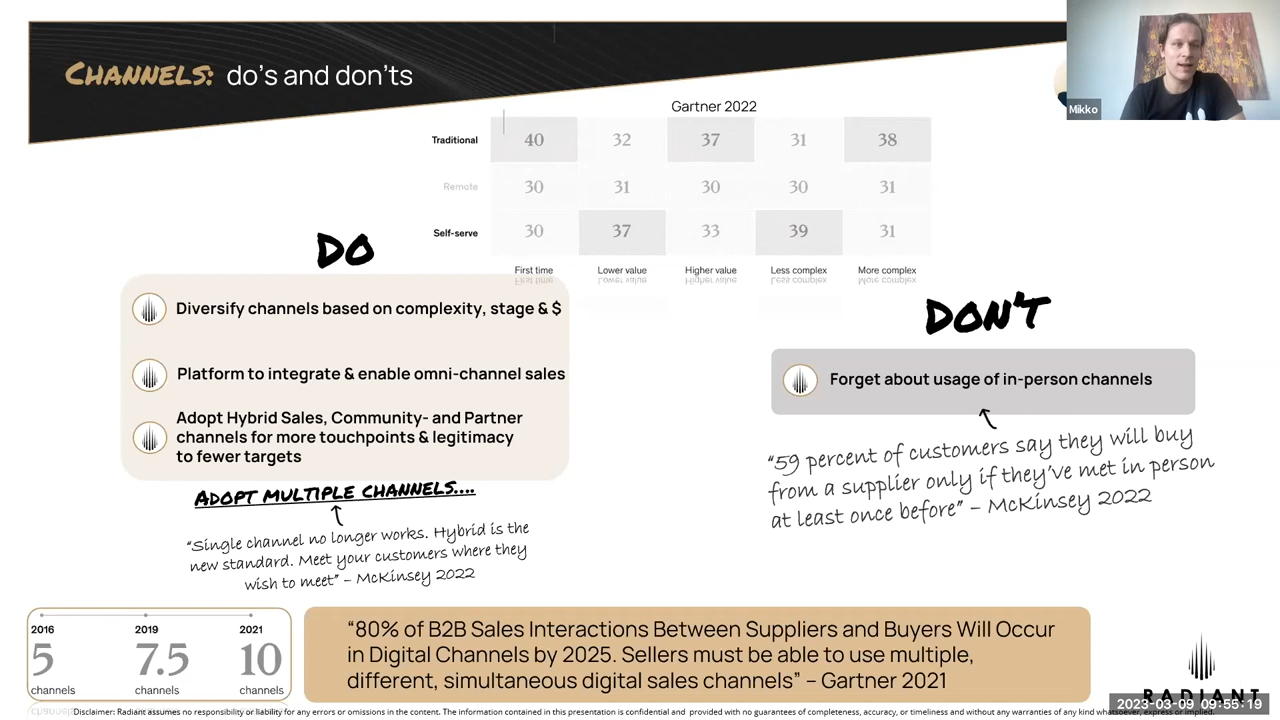 CHANNELS: do's and don'ts
Mikko
Gartner 2022
Traditional 40 32 37 31 38
Remote 30 31 30 30 31
Self-serve 30 37 33 39 31
First time Lower value Higher value Less complex More complex
DO
Diversify channels based on complexity, stage & $
Platform to integrate & enable omni-channel sales
Adopt Hybrid Sales, Community- and Partner
channels for more touchpoints & legitimacy
to fewer targets
ADOPT MULTIPLE CHANNELS....
"Single channel no longer works. Hybrid is the
new standard. Meet your customers where they
wish to meet" – McKinsey 2022
DON'T
Forget about usage of in-person channels
"59 percent of customers say they will buy
from a supplier only if they've met in person
at least once before" – McKinsey 2022
2016 2019 2021
5 7.5 10
channels channels channels
"80% of B2B Sales Interactions Between Suppliers and Buyers Will Occur
in Digital Channels by 2025. Sellers must be able to use multiple,
different, simultaneous digital sales channels" – Gartner 2021
RADIANT
2023-03-09 09:55:19
Disclaimer: Radiant assumes no responsibility or liability for any errors or omissions in the content. The information contained in this presentation is confidential and provided with no guarantees of completeness, accuracy, or timeliness and without any warranties of any kind whatsoever, express or implied.